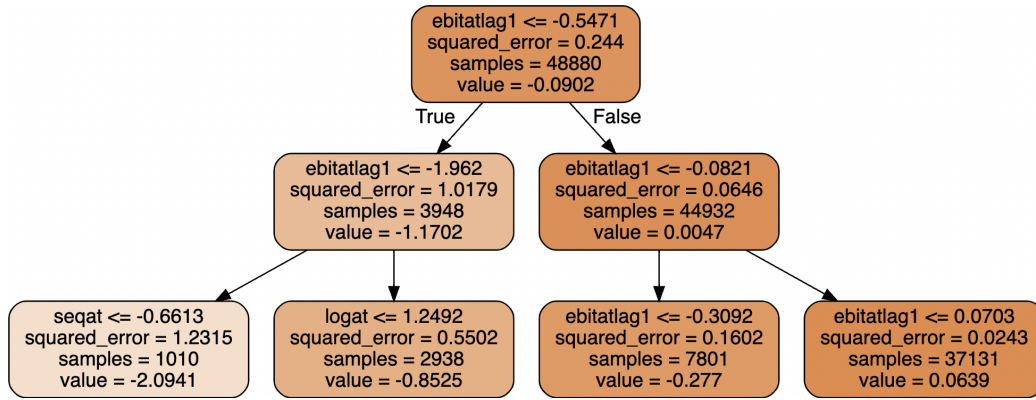 ebitatlag1 <= -0.5471
squared_error = 0.244
samples = 48880
value = -0.0902
True
False
ebitatlag1 <= -1.962
squared_error = 1.0179
samples = 3948
value = -1.1702
ebitatlag1 <= -0.0821
squared_error = 0.0646
samples = 44932
value = 0.0047
seqat <= -0.6613
squared_error = 1.2315
samples = 1010
value = -2.0941
logat <= 1.2492
squared_error = 0.5502
samples = 2938
value = -0.8525
ebitatlag1 <= -0.3092
squared_error = 0.1602
samples = 7801
value = -0.277
ebitatlag1 <= 0.0703
squared_error = 0.0243
samples = 37131
value = 0.0639